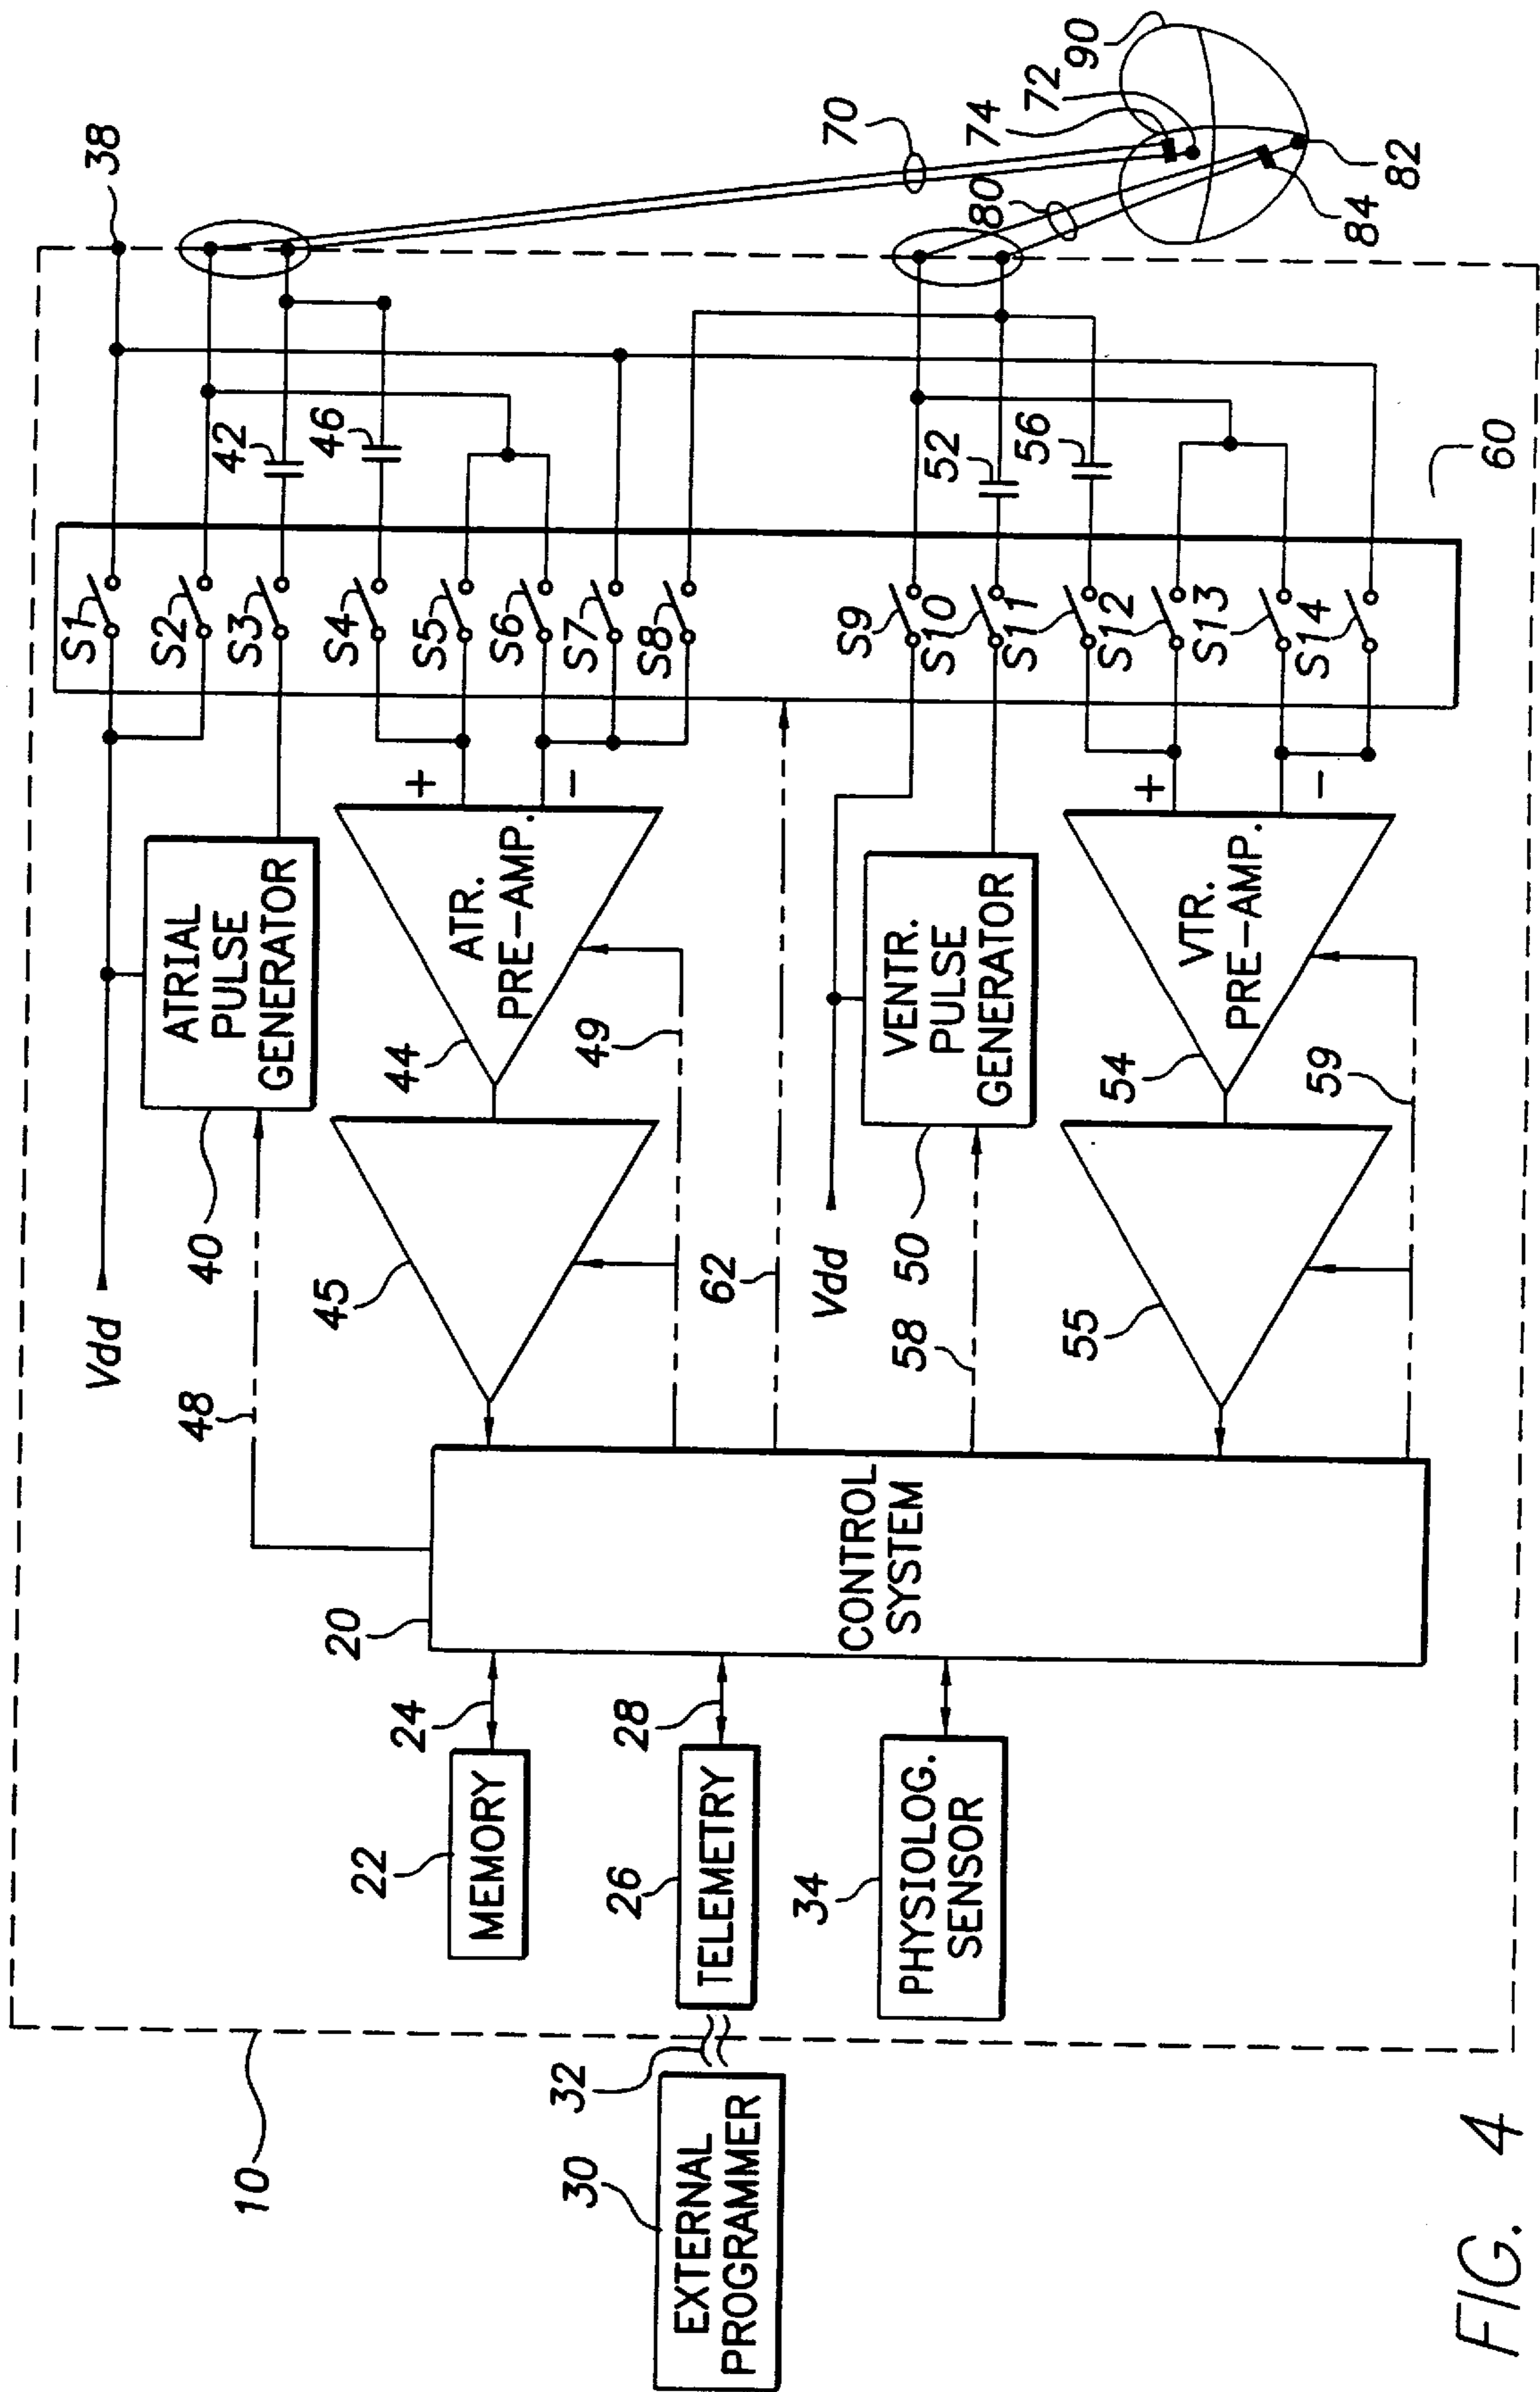 10
30
EXTERNAL
PROGRAMMER
32
22
MEMORY
24
26
TELEMETRY
28
34
PHYSIOLOG.
SENSOR
20
CONTROL
SYSTEM
48
Vdd
40
ATRIAL
PULSE
GENERATOR
45
44
ATR.
PRE-AMP.
+
−
49
62
Vdd
58
50
VENTR.
PULSE
GENERATOR
55
54
VTR.
PRE-AMP.
+
−
59
S1
S2
S3
S4
S5
S6
S7
S8
S9
S10
S11
S12
S13
S14
42
46
52
56
60
38
70
80
74
72
90
84
82
FIG. 4